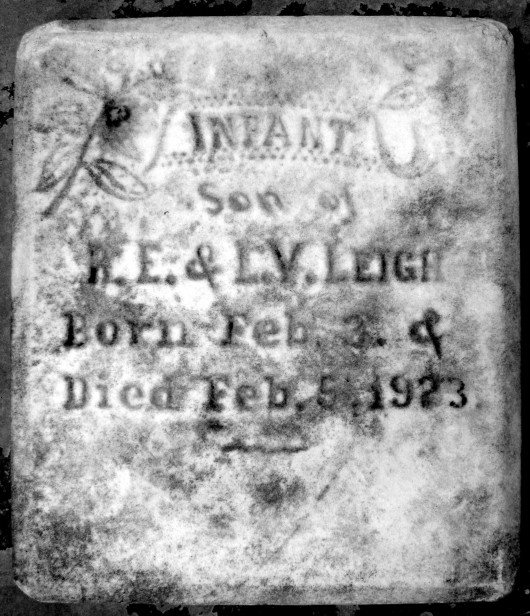 INFANT
Son of
& LEIGH
Born Feb. 3. &
Died Feb. 5, 1923.